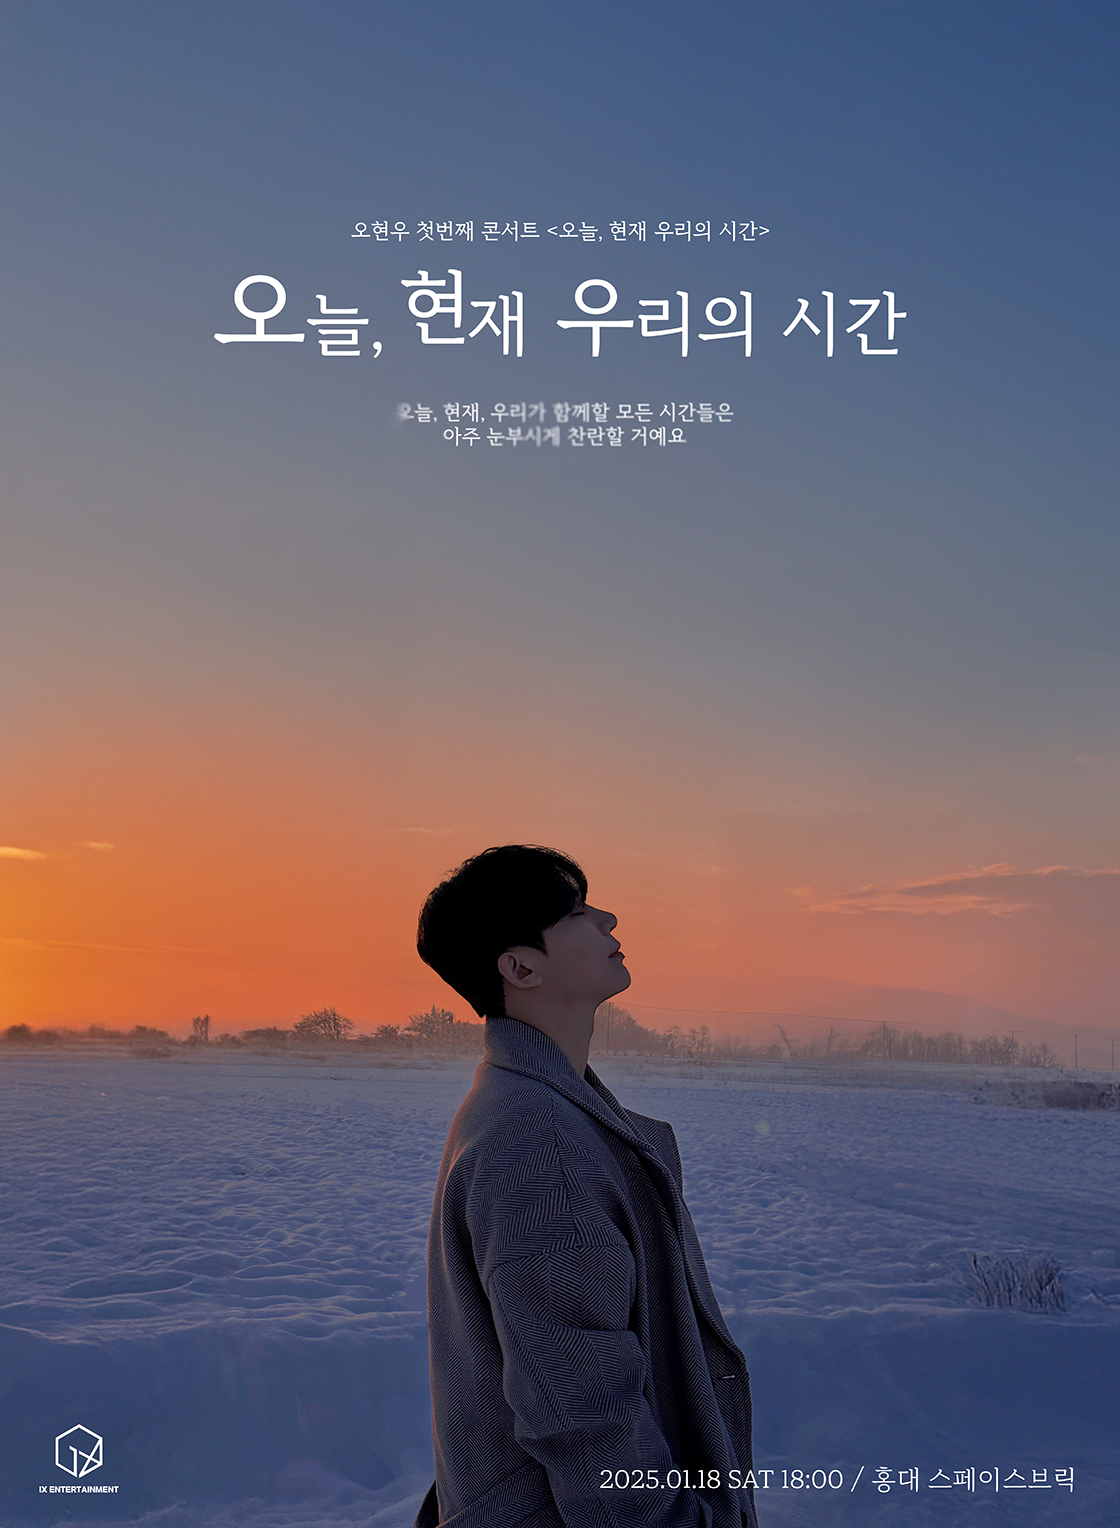 오현우 첫번째 콘서트 <오늘, 현재 우리의 시간>
오늘, 현재 우리의 시간
오늘, 현재, 우리가 함께할 모든 시간들은
아주 눈부시게 찬란할 거예요
IX ENTERTAINMENT
2025.01.18 SAT 18:00 / 홍대 스페이스브릭